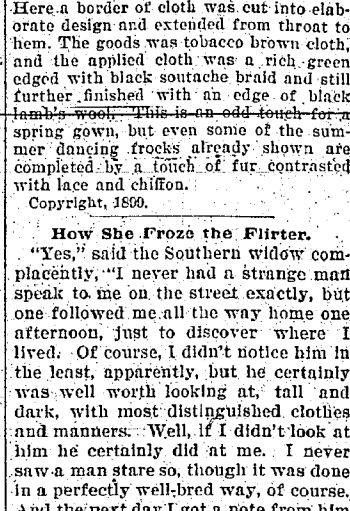 Here a border of cloth was cut into elab-
orate design and extended from throat to
hem. The goods was tobacco brown cloth,
and the applied cloth was a rich green
edged with black soutache braid and still
further finished with an edge of black
lamb's wool. This is an odd touch for a
spring gown, but even some of the sum-
mer dancing frocks already shown are
completed by a touch of fur contrasted
with lace and chiffon.
Copyright, 1899.
How She Froze the Flirter.
"Yes," said the Southern widow com-
placently, "I never had a strange man
speak to me on the street exactly, but
one followed me all the way home one
afternoon, just to discover where I
lived. Of course, I didn't notice him in
the least, apparently, but he certainly
was well worth looking at, tall and
dark, with most distinguished clothes
and manners. Well, if I didn't look at
him he certainly did at me. I never
saw a man stare so, though it was done
in a perfectly well-bred way, of course.
And the next day I got a note from him